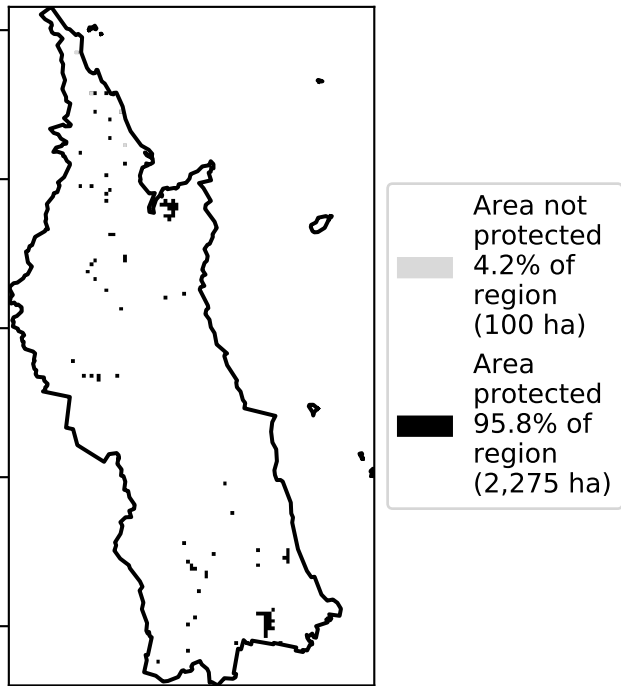 Area not
protected
4.2% of
region
(100 ha)
Area
protected
95.8% of
region
(2,275 ha)